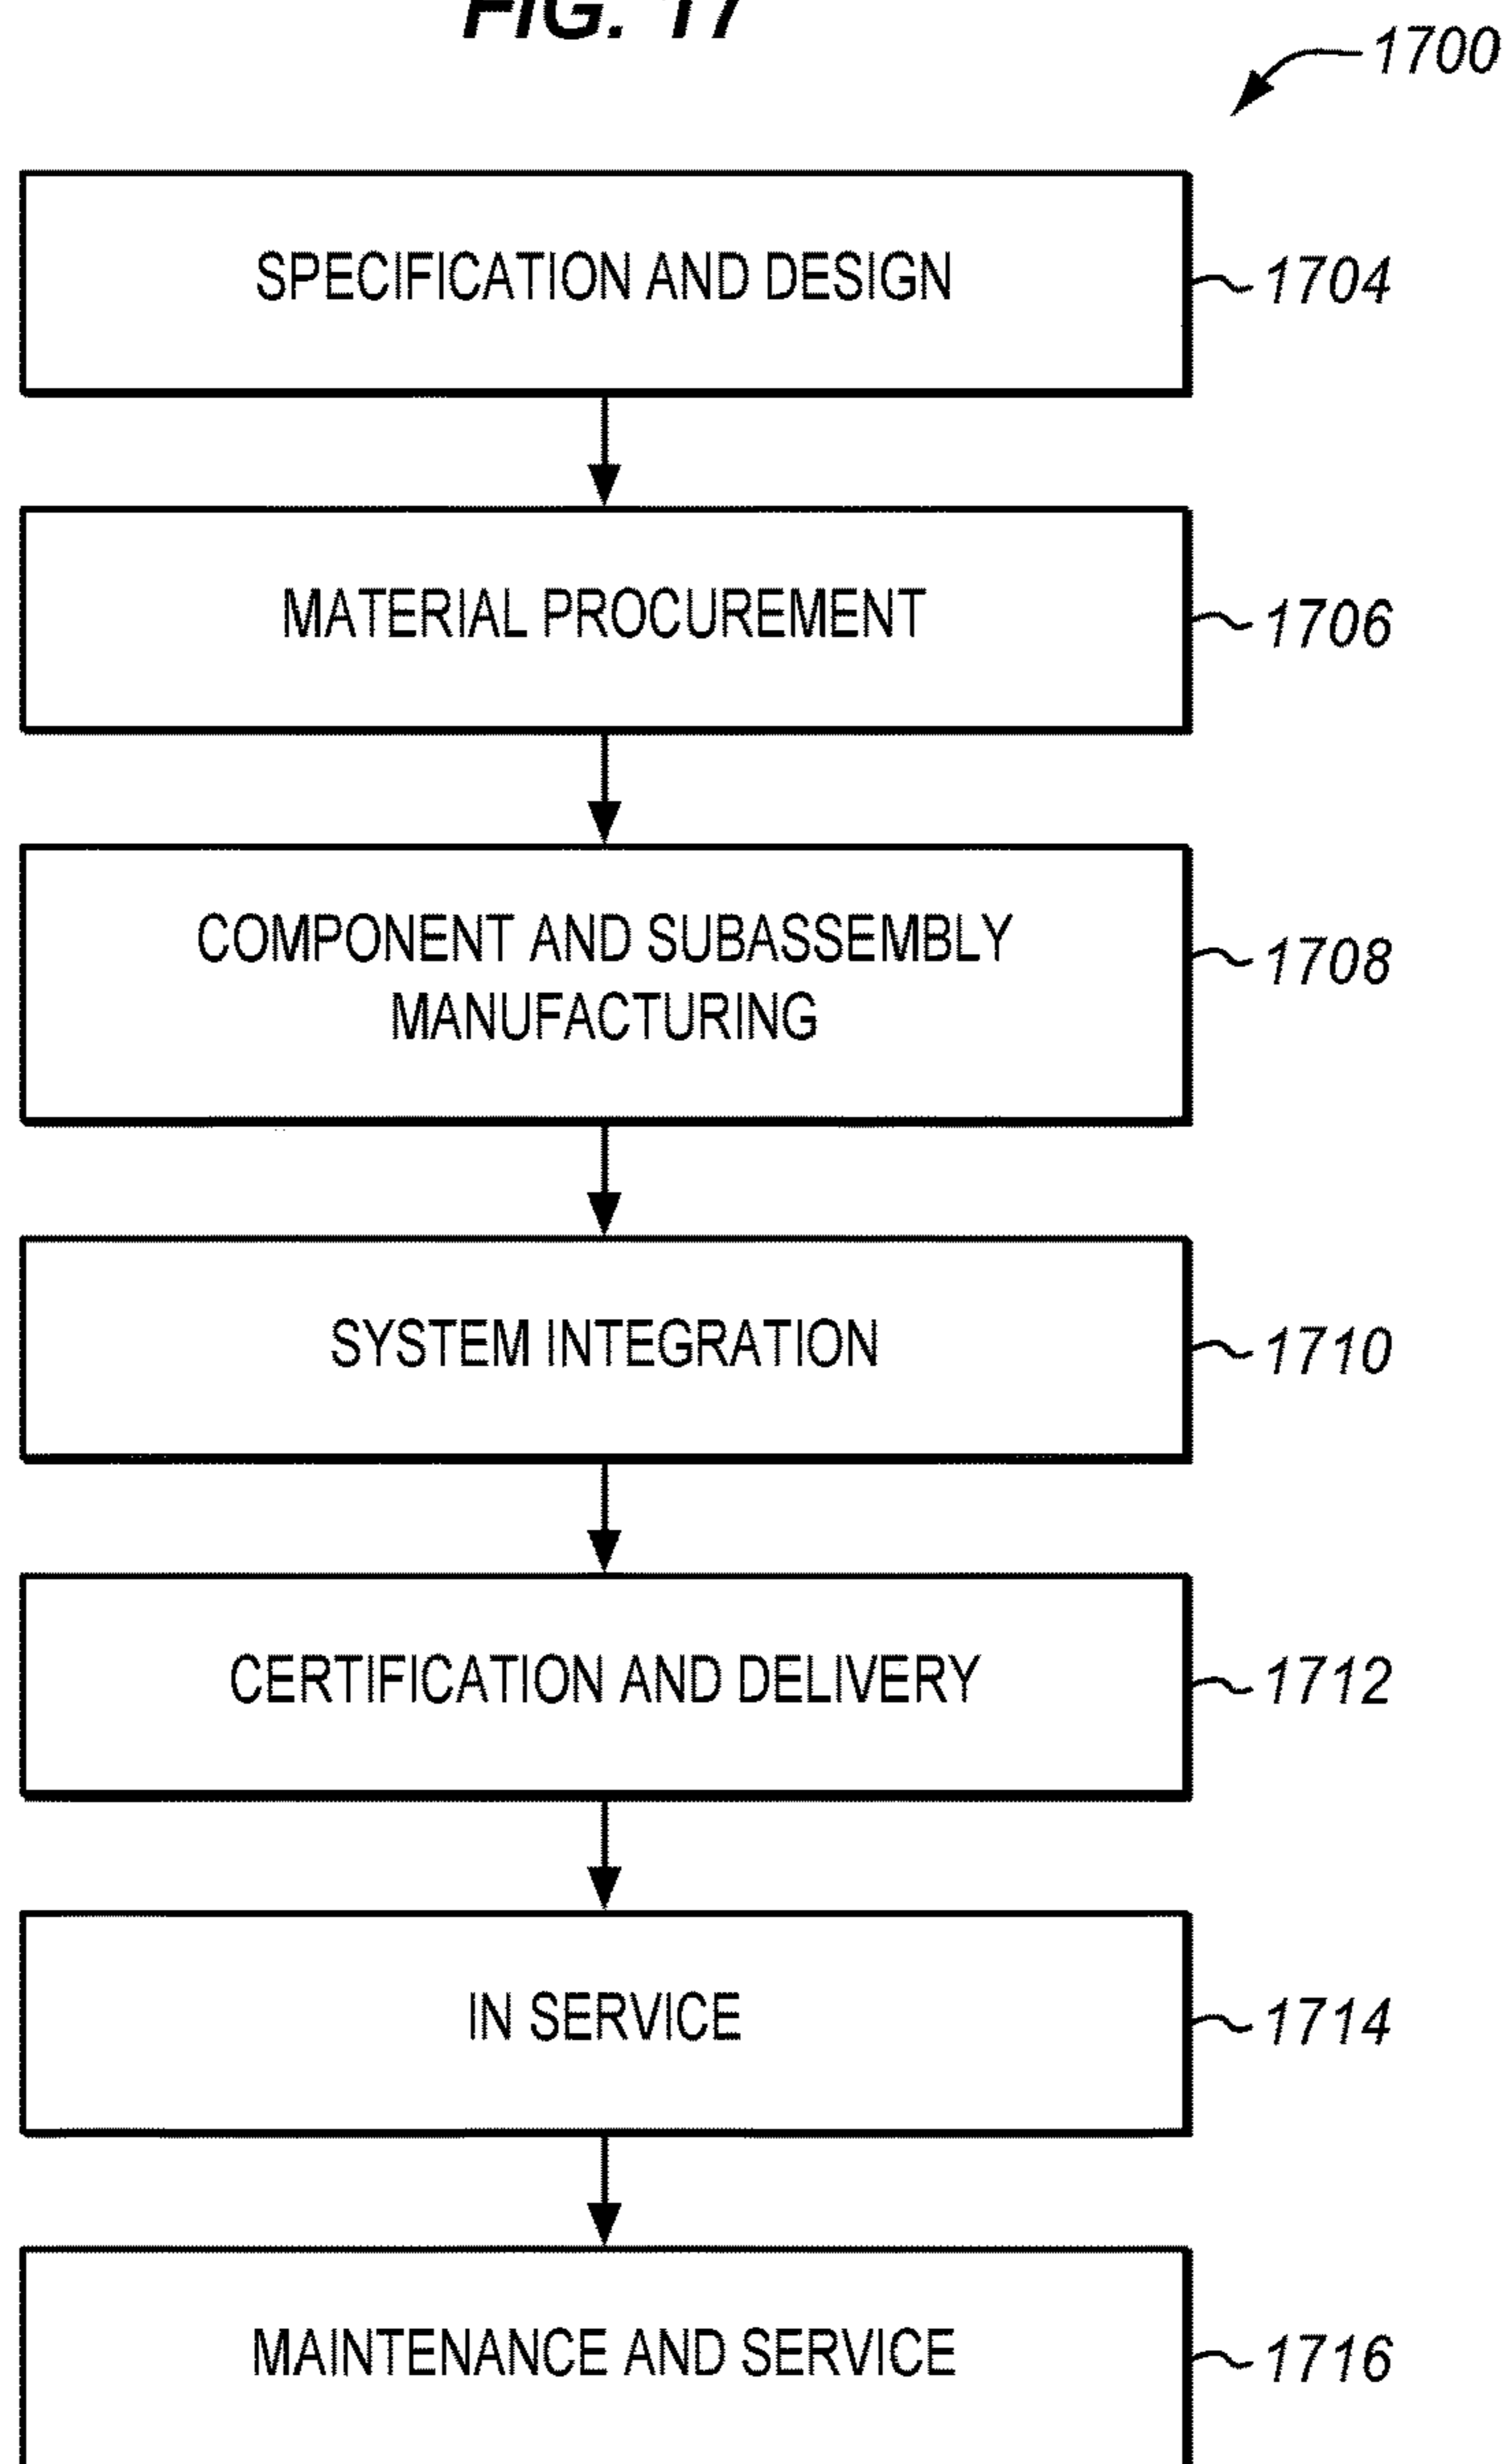 FIG. 17
1700
SPECIFICATION AND DESIGN
1704
MATERIAL PROCUREMENT
1706
COMPONENT AND SUBASSEMBLY
MANUFACTURING
1708
SYSTEM INTEGRATION
1710
CERTIFICATION AND DELIVERY
1712
IN SERVICE
1714
MAINTENANCE AND SERVICE
1716